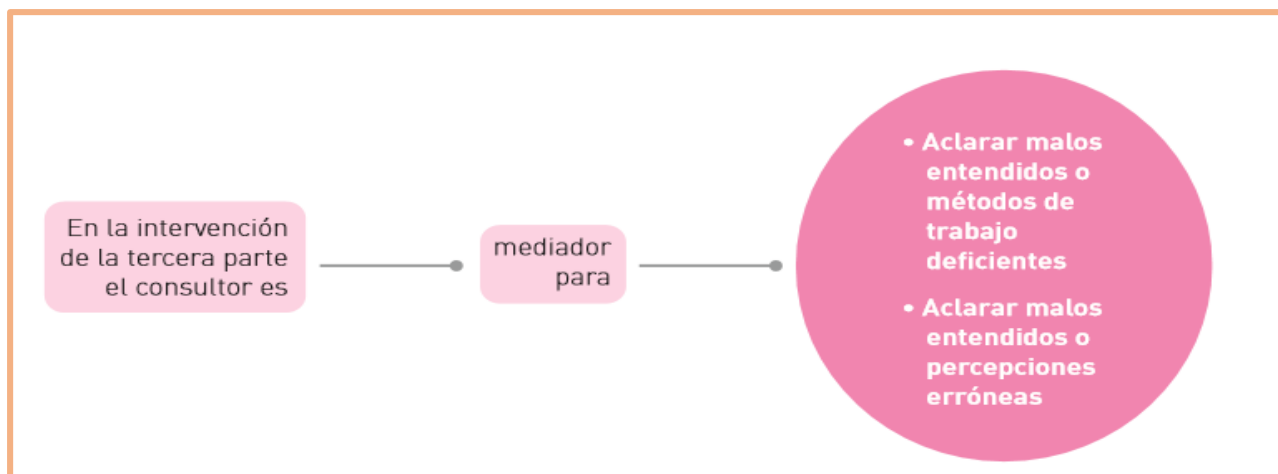 En la intervención
de la tercera parte
el consultor es
mediador
para
• Aclarar malos
entendidos o
métodos de
trabajo
deficientes
• Aclarar malos
entendidos o
percepciones
erróneas